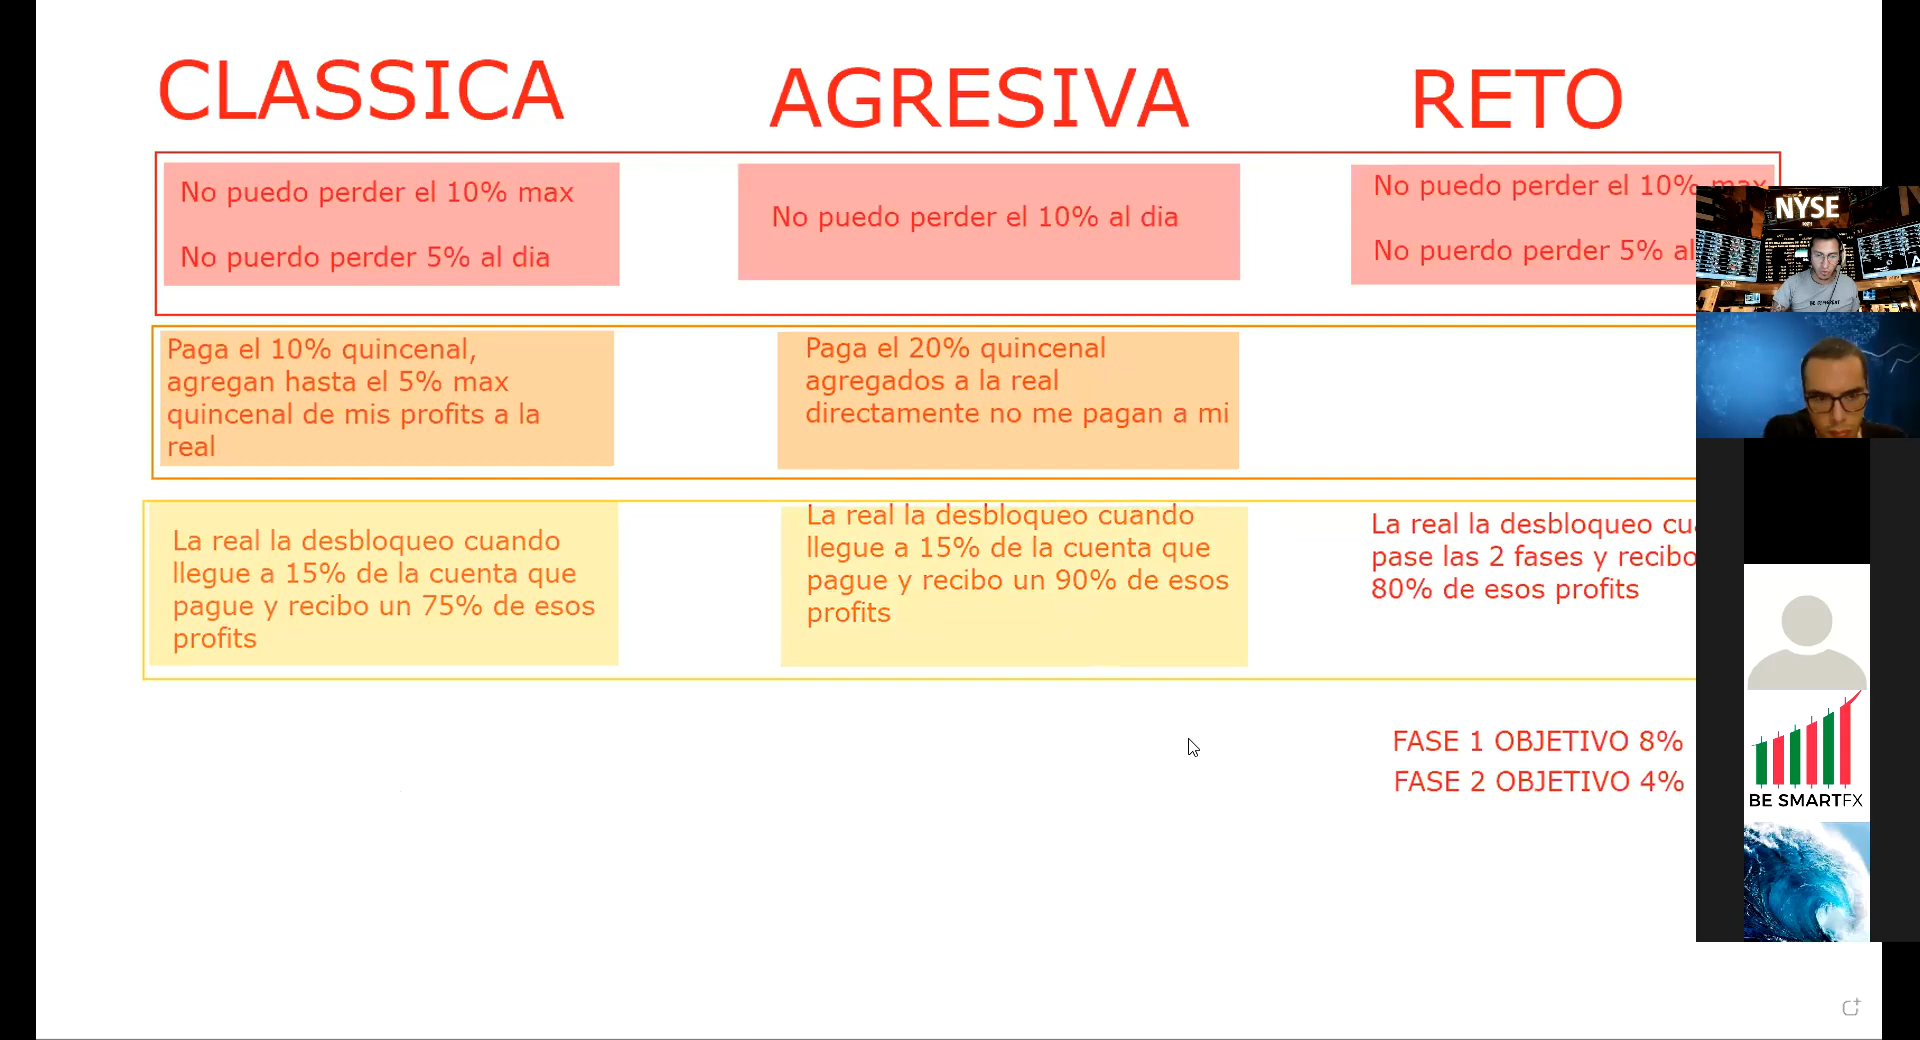 CLASSICA
AGRESIVA
RETO
No puedo perder el 10% max
No puerdo perder 5% al dia
No puedo perder el 10% al dia
No puedo perder el 10% max
No puerdo perder 5% al
Paga el 10% quincenal,
agregan hasta el 5% max
quincenal de mis profits a la
real
Paga el 20% quincenal
agregados a la real
directamente no me pagan a mi
La real la desbloqueo cuando
llegue a 15% de la cuenta que
pague y recibo un 75% de esos
profits
La real la desbloqueo cuando
llegue a 15% de la cuenta que
pague y recibo un 90% de esos
profits
La real la desbloqueo
pase las 2 fases y recibo
80% de esos profits
FASE 1 OBJETIVO 8%
FASE 2 OBJETIVO 4%
NYSE
BE SMARTFX